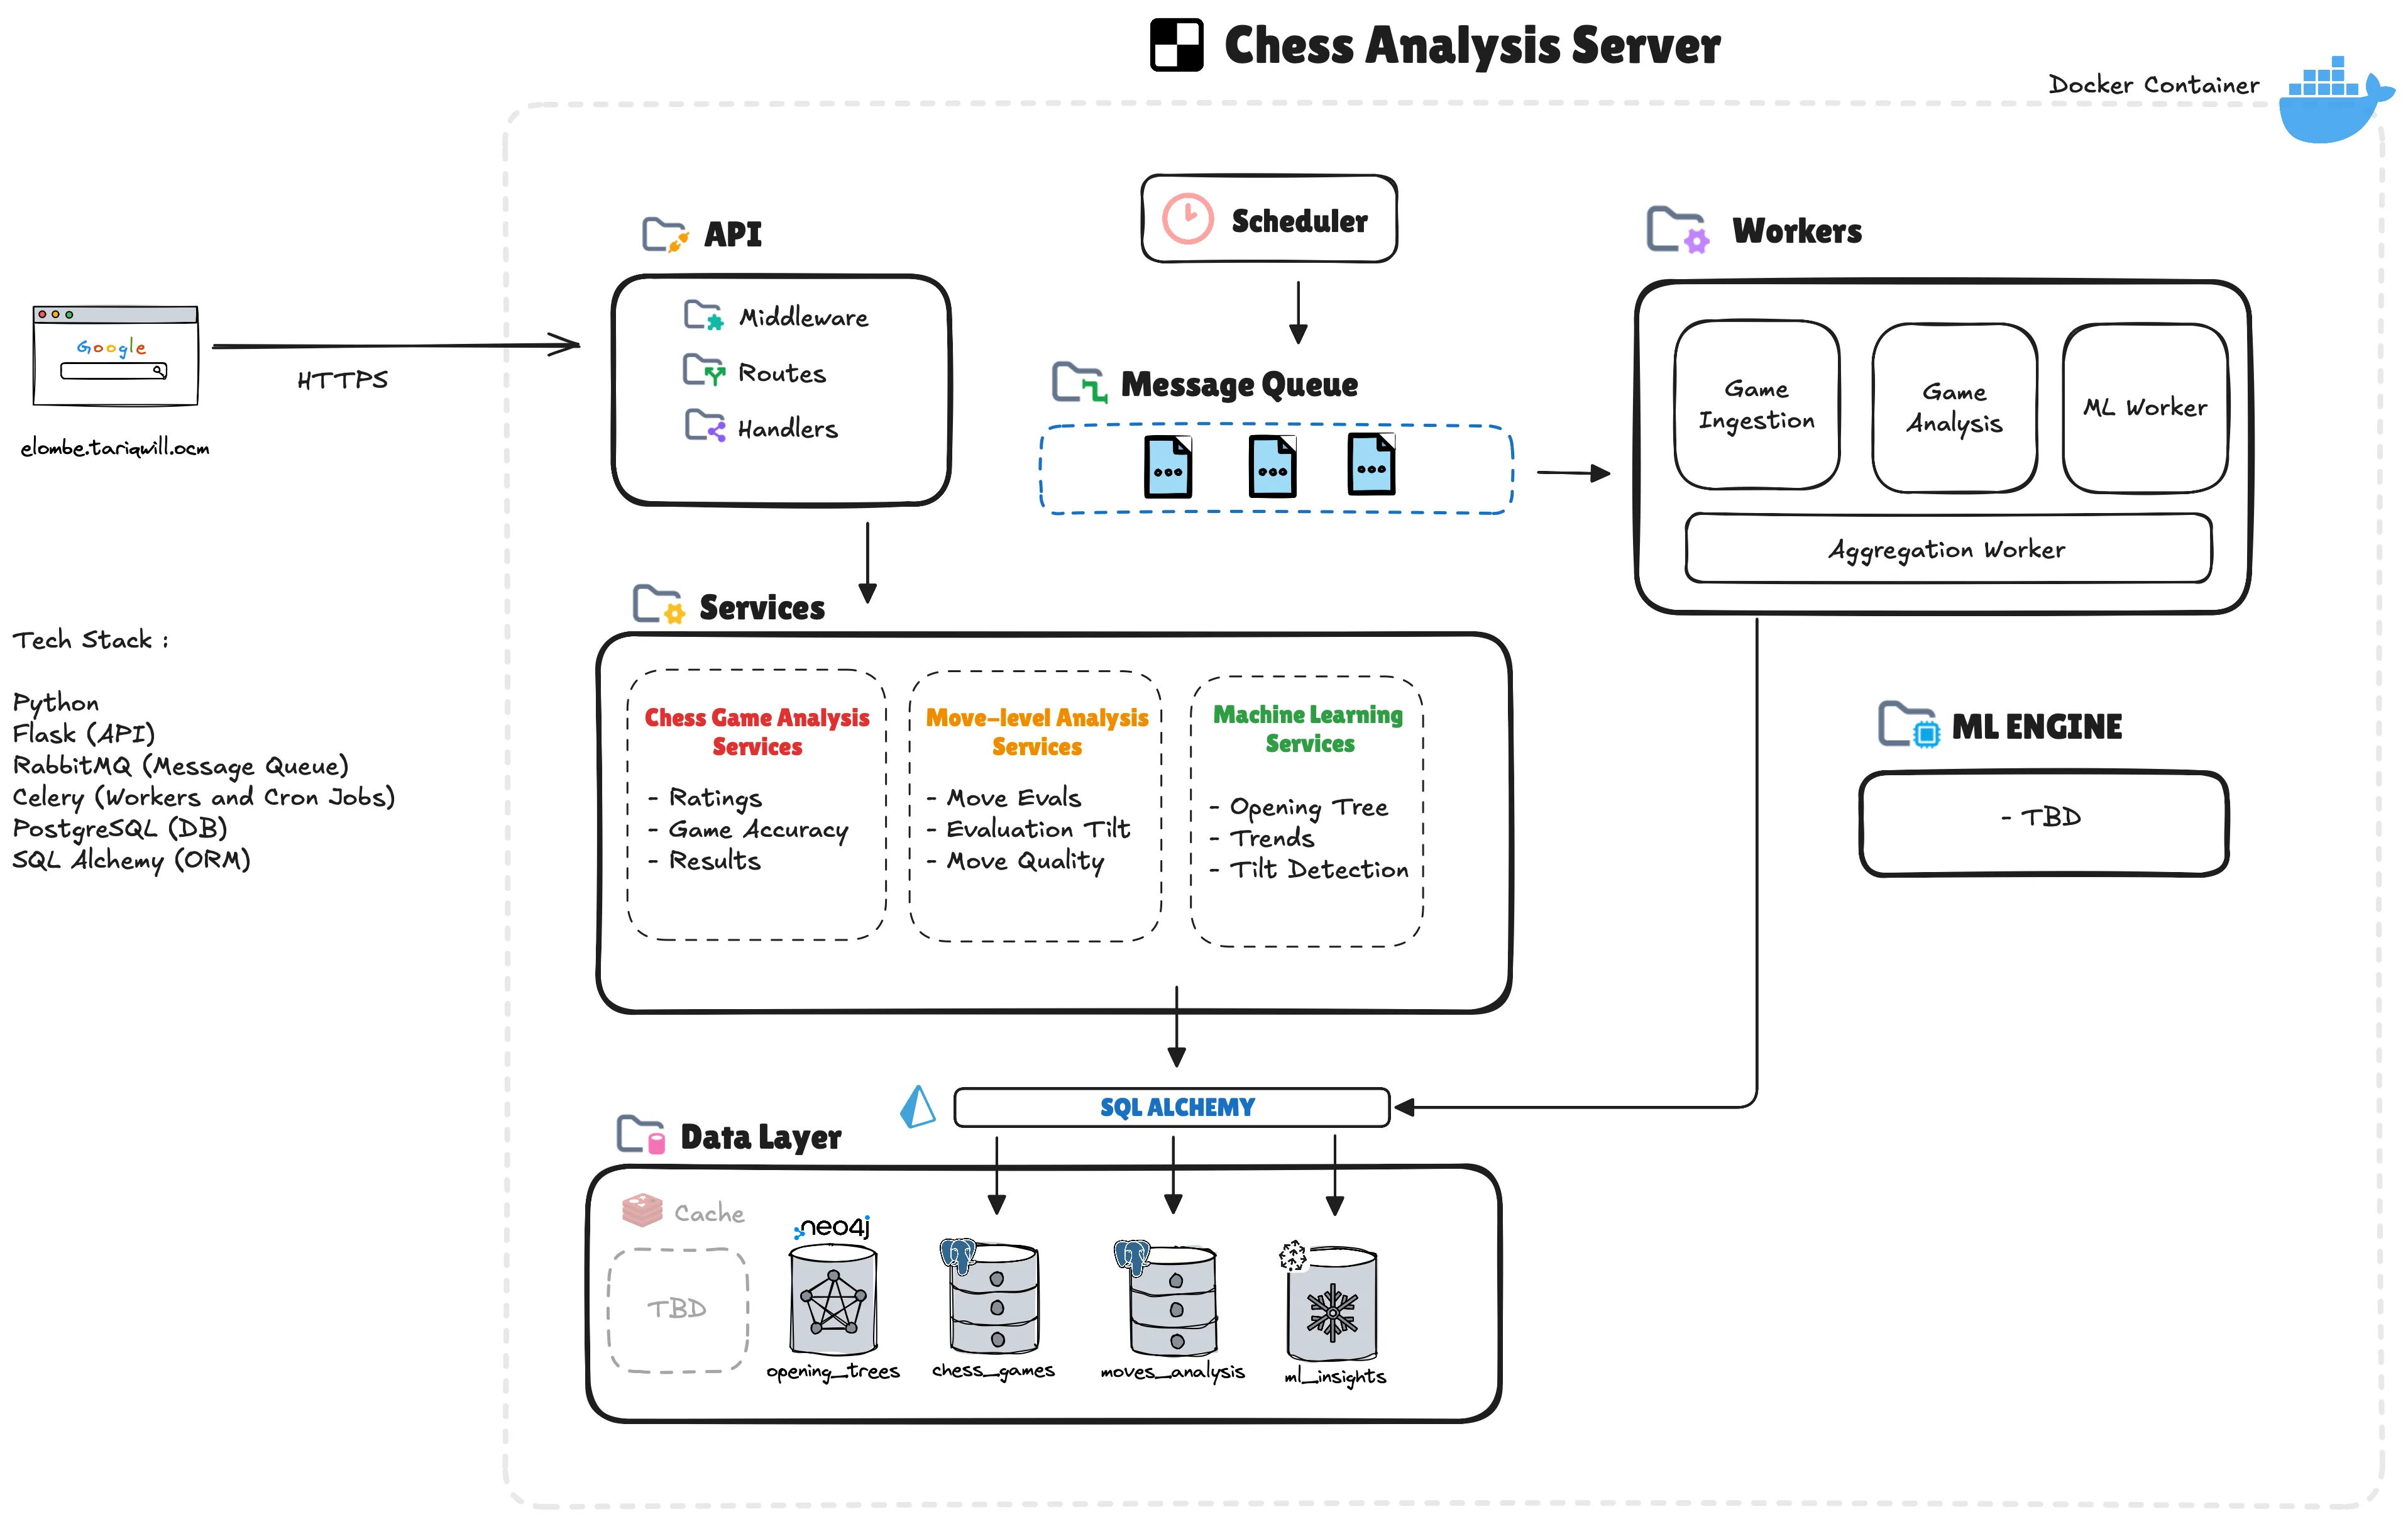 Chess Analysis Server
Docker Container
Scheduler
API
Middleware
Routes
Handlers
Google
HTTPS
elombe.tariqwill.ocm
Message Queue
Workers
Game
Ingestion
Game
Analysis
ML Worker
Aggregation Worker
Tech Stack :
Python
Flask (API)
RabbitMQ (Message Queue)
Celery (Workers and Cron Jobs)
PostgreSQL (DB)
SQL Alchemy (ORM)
Services
Chess Game Analysis
Services
- Ratings
- Game Accuracy
- Results
Move-level Analysis
Services
- Move Evals
- Evaluation Tilt
- Move Quality
Machine Learning
Services
- Opening Tree
- Trends
- Tilt Detection
ML ENGINE
- TBD
SQL ALCHEMY
Data Layer
Cache
TBD
neo4j
opening_trees
chess_games
moves_analysis
ml_insights